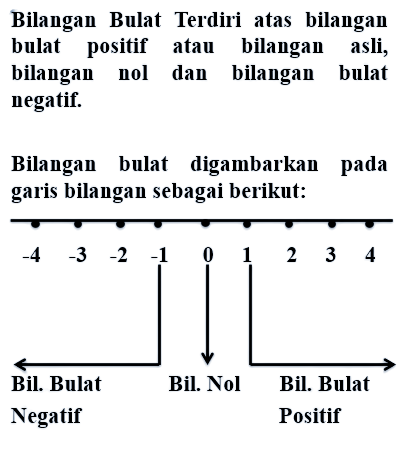 Bilangan Bulat Terdiri atas bilangan
bulat positif atau bilangan asli,
bilangan nol dan bilangan bulat
negatif.
Bilangan bulat digambarkan pada
garis bilangan sebagai berikut:
-4 -3 -2 -1 0 1 2 3 4
Bil. Bulat Bil. Nol Bil. Bulat
Negatif Positif